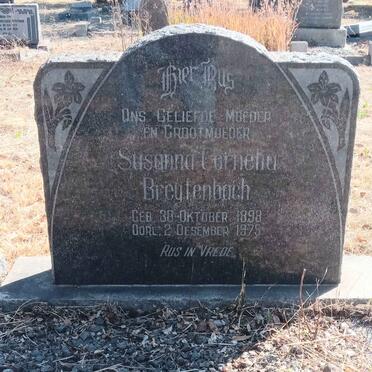 Hier Rus
Ons Geliefde Moeder
en Grootmoeder
Susanna Cornelia
Breytenbach
Geb. 30-Oktober 1898
Oorl. 2 Desember 1975
Rus in Vrede